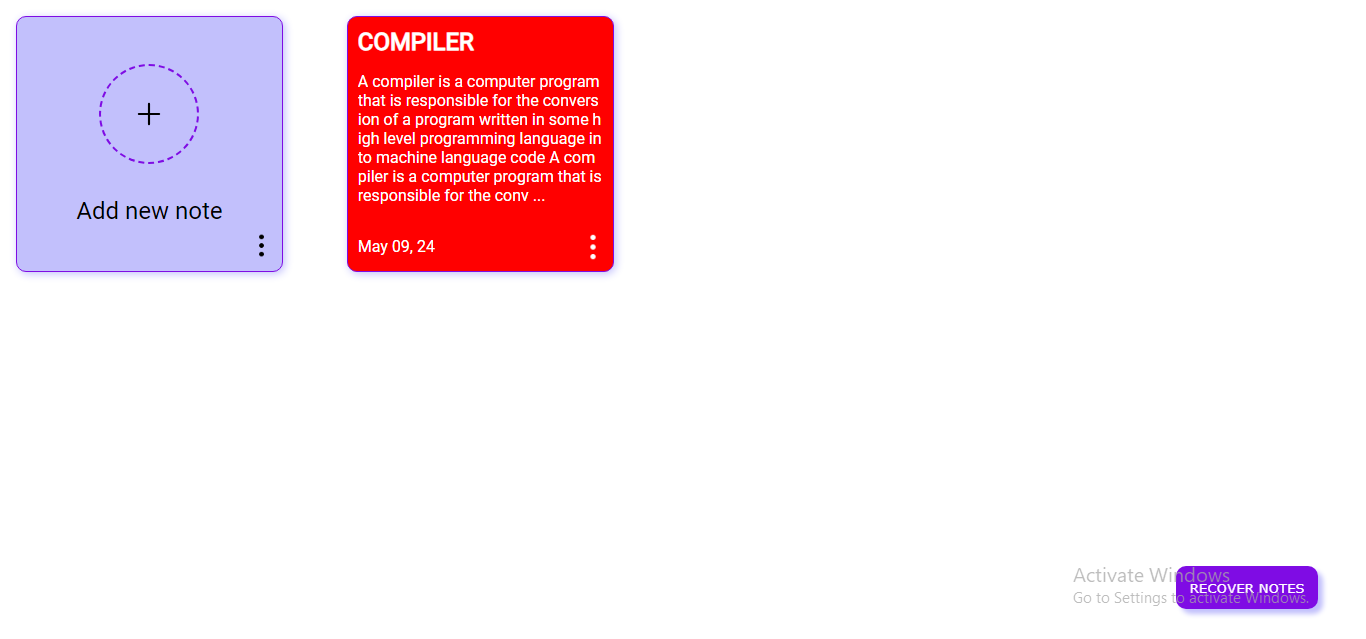 Add new note
COMPILER
A compiler is a computer program
that is responsible for the convers
ion of a program written in some h
igh level programming language in
to machine language code A com
piler is a computer program that is
responsible for the conv ...
May 09, 24
Activate Windows
Go to Settings to activate Windows.
RECOVER NOTES